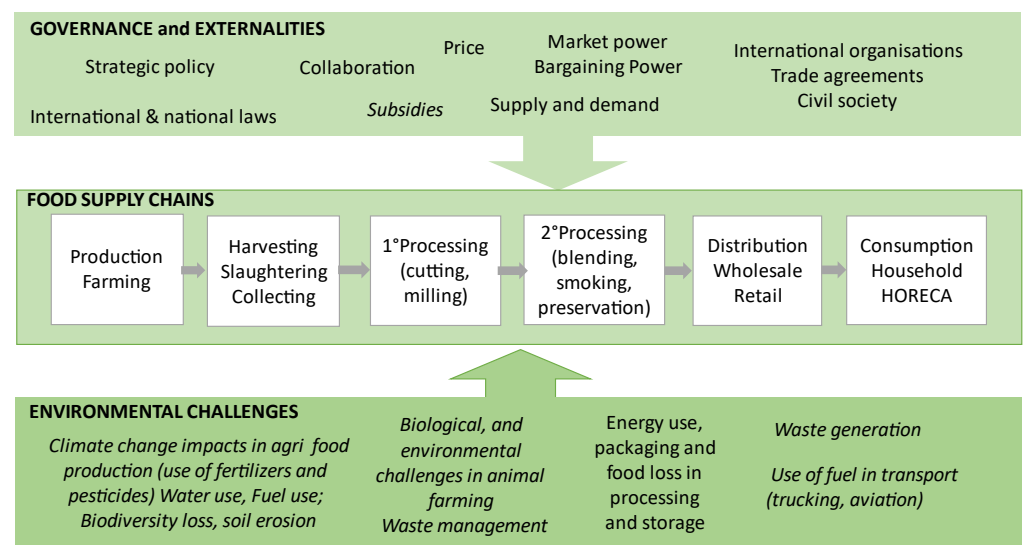 GOVERNANCE and EXTERNALITIES
Strategic policy
International & national laws
Collaboration
Price
Subsidies
Market power
Bargaining Power
Supply and demand
International organisations
Trade agreements
Civil society
FOOD SUPPLY CHAINS
Production
Farming
Harvesting
Slaughtering
Collecting
1°Processing
(cutting,
milling)
2°Processing
(blending,
smoking,
preservation)
Distribution
Wholesale
Retail
Consumption
Household
HORECA
ENVIRONMENTAL CHALLENGES
Climate change impacts in agri food
production (use of fertilizers and
pesticides) Water use, Fuel use;
Biodiversity loss, soil erosion
Biological, and
environmental
challenges in animal
farming
Waste management
Energy use,
packaging and
food loss in
processing
and storage
Waste generation
Use of fuel in transport
(trucking, aviation)